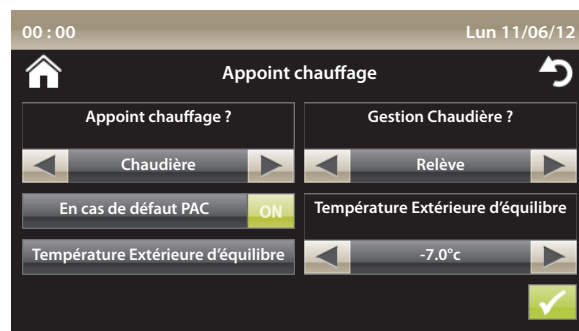 00 : 00
Lun 11/06/12
Appoint chauffage
Appoint chauffage ?
Gestion Chaudière ?
Chaudière
Relève
En cas de défaut PAC
ON
Température Extérieure d’équilibre
Température Extérieure d’équilibre
-7.0°c